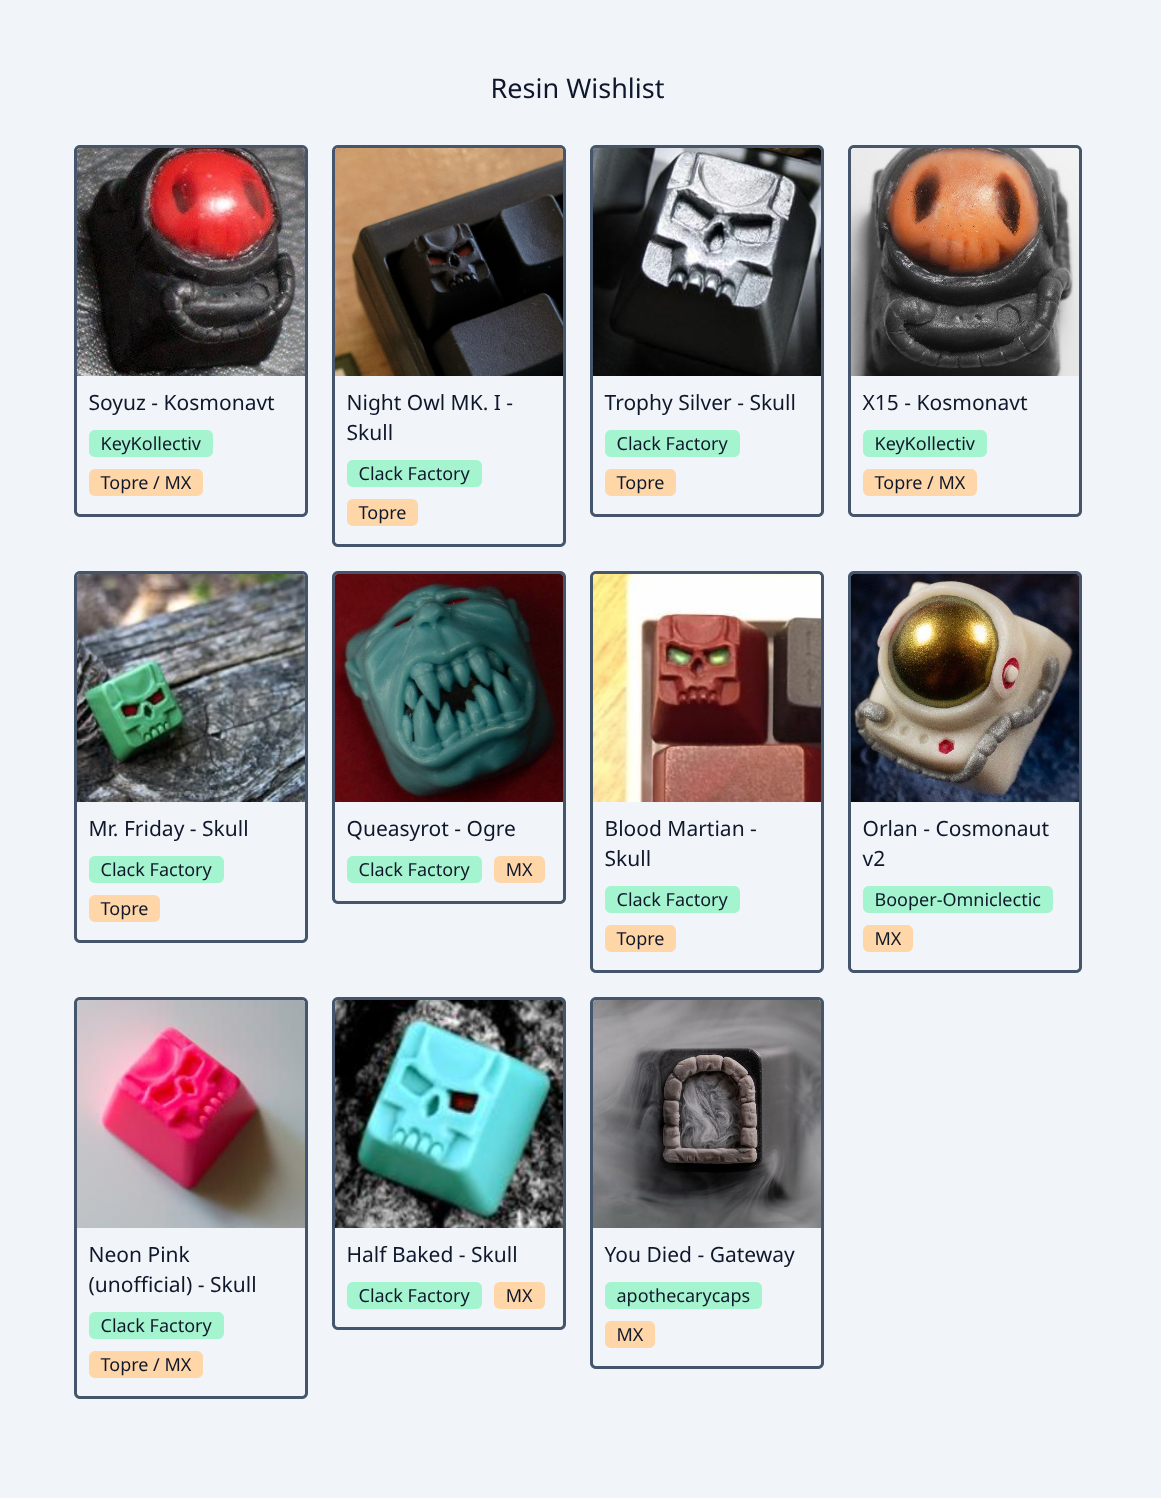 Resin Wishlist
Soyuz - Kosmonavt
KeyKollectiv
Topre / MX
Night Owl MK. I -
Skull
Clack Factory
Topre
Trophy Silver - Skull
Clack Factory
Topre
X15 - Kosmonavt
KeyKollectiv
Topre / MX
Mr. Friday - Skull
Clack Factory
Topre
Queasyrot - Ogre
Clack Factory MX
Blood Martian -
Skull
Clack Factory
Topre
Orlan - Cosmonaut
v2
Booper-Omniclectic
MX
Neon Pink
(unofficial) - Skull
Clack Factory
Topre / MX
Half Baked - Skull
Clack Factory MX
You Died - Gateway
apothecarycaps
MX